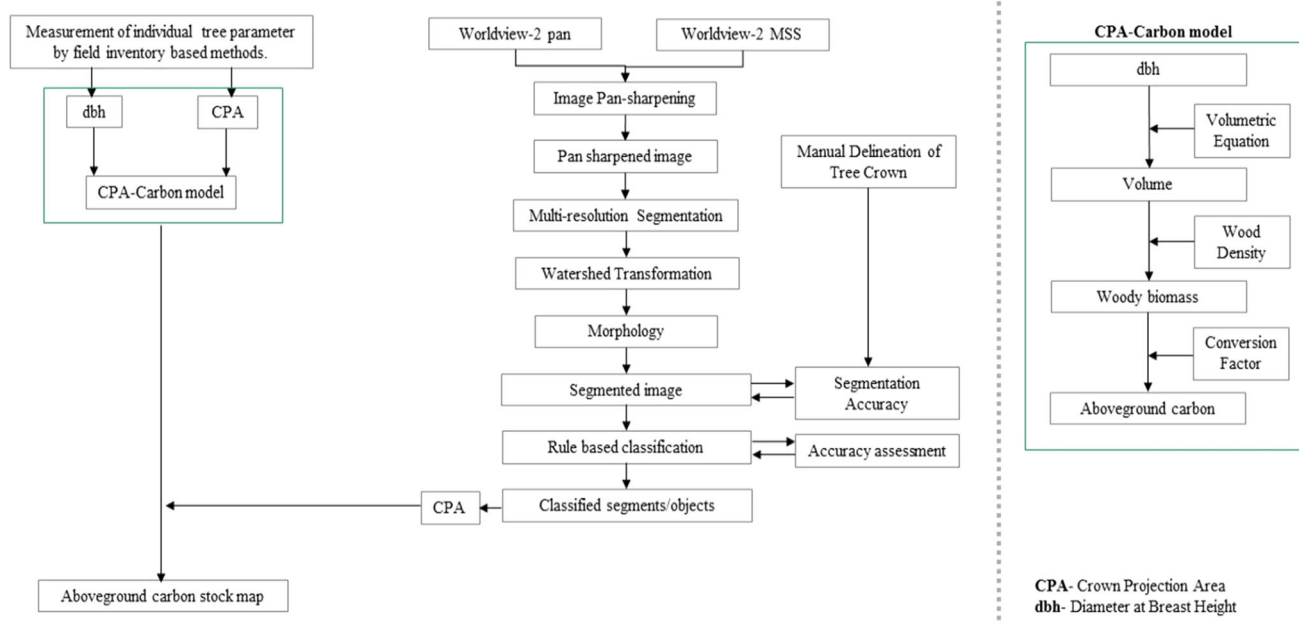 Measurement of individual tree parameter
by field inventory based methods.
dbh
CPA
CPA-Carbon model
Aboveground carbon stock map
Worldview-2 pan
Worldview-2 MSS
Image Pan-sharpening
Pan sharpened image
Multi-resolution Segmentation
Watershed Transformation
Morphology
Segmented image
Rule based classification
Classified segments/objects
CPA
Manual Delineation of
Tree Crown
Segmentation
Accuracy
Accuracy assessment
CPA-Carbon model
dbh
Volumetric
Equation
Volume
Wood
Density
Woody biomass
Conversion
Factor
Aboveground carbon
CPA- Crown Projection Area
dbh- Diameter at Breast Height